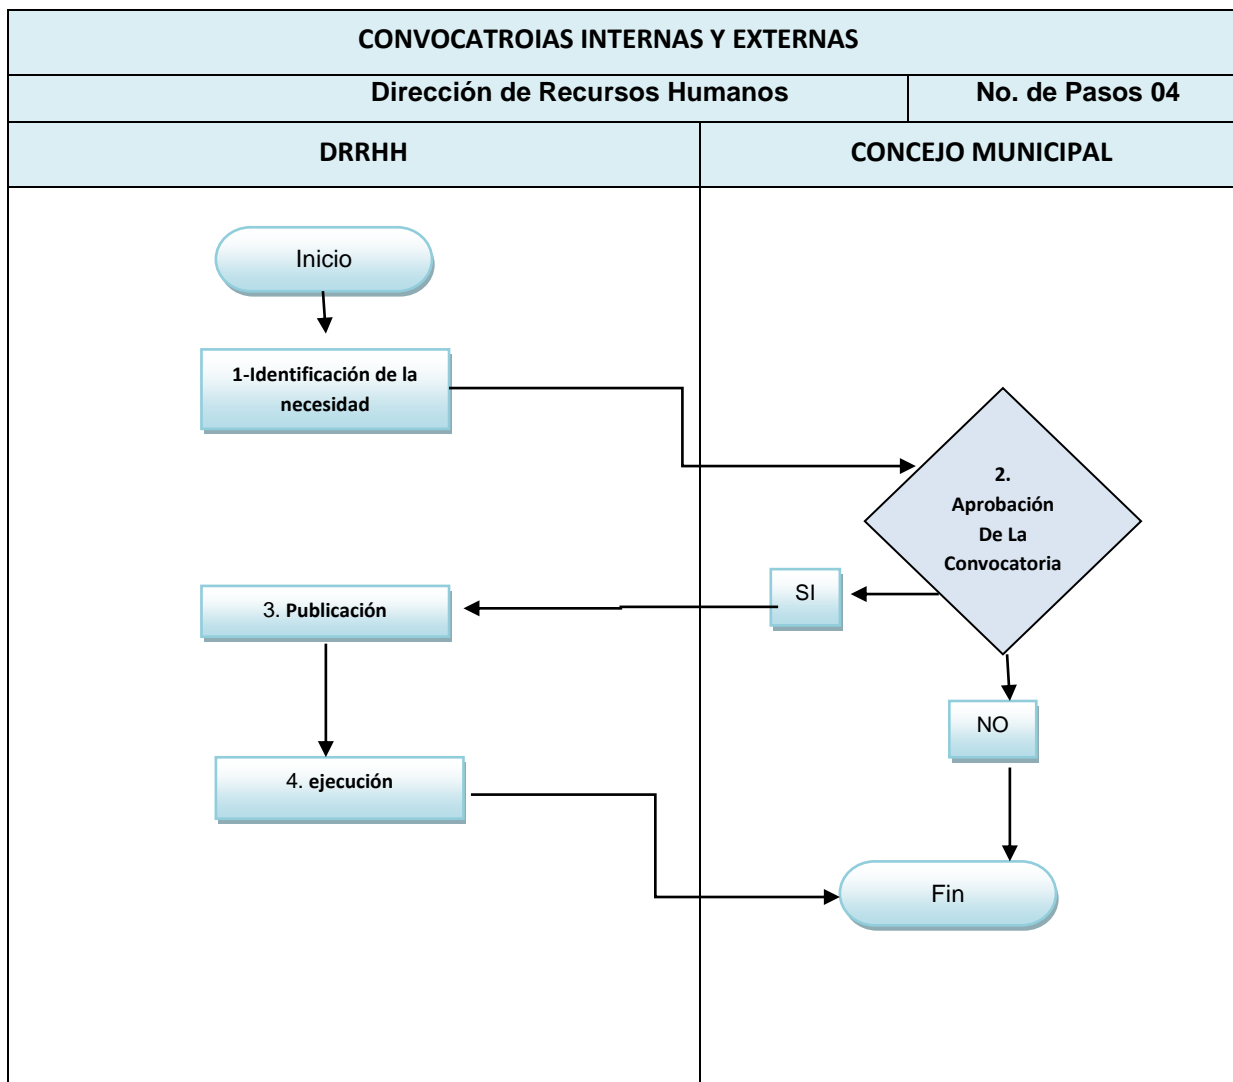 CONVOCATROIAS INTERNAS Y EXTERNAS
Dirección de Recursos Humanos
No. de Pasos 04
DRRHH
CONCEJO MUNICIPAL
Inicio
1-Identificación de la
necesidad
2.
Aprobación
De La
Convocatoria
SI
3. Publicación
NO
4. ejecución
Fin